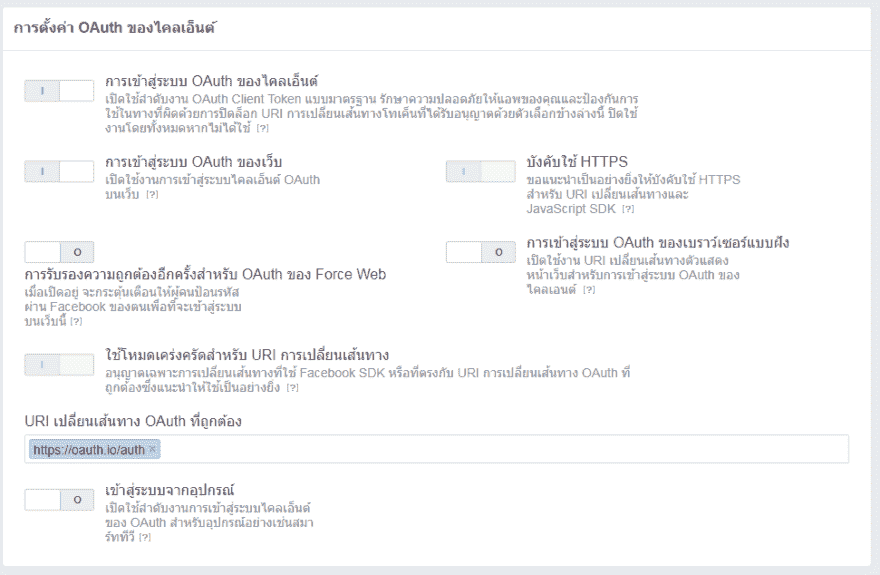 การตั้งค่า OAuth ของไคลเอ็นต์
I
การเข้าสู่ระบบ OAuth ของไคลเอ็นต์
เปิดใช้ลำดับงาน OAuth Client Token แบบมาตรฐาน รักษาความปลอดภัยให้แอพของคุณและป้องกันการ
ใช้ในทางที่ผิดด้วยการปิดล็อก URI การเปลี่ยนเส้นทางโทเค็นที่ได้รับอนุญาตด้วยตัวเลือกข้างล่างนี้ ปิดใช้
งานโดยทั้งหมดหากไม่ได้ใช้ [?]
I
การเข้าสู่ระบบ OAuth ของเว็บ
เปิดใช้งานการเข้าสู่ระบบไคลเอ็นต์ OAuth
บนเว็บ [?]
I
บังคับใช้ HTTPS
ขอแนะนำเป็นอย่างยิ่งให้บังคับใช้ HTTPS
สำหรับ URI เปลี่ยนเส้นทางและ
JavaScript SDK [?]
O
การรับรองความถูกต้องอีกครั้งสำหรับ OAuth ของ Force Web
เมื่อเปิดอยู่ จะกระตุ้นเตือนให้ผู้คนป้อนรหัส
ผ่าน Facebook ของตนเพื่อที่จะเข้าสู่ระบบ
บนเว็บนี้ [?]
O
การเข้าสู่ระบบ OAuth ของเบราว์เซอร์แบบฝัง
เปิดใช้งาน URI เปลี่ยนเส้นทางตัวแสดง
หน้าเว็บสำหรับการเข้าสู่ระบบ OAuth ของ
ไคลเอนต์ [?]
I
ใช้โหมดเคร่งครัดสำหรับ URI การเปลี่ยนเส้นทาง
อนุญาตเฉพาะการเปลี่ยนเส้นทางที่ใช้ Facebook SDK หรือที่ตรงกับ URI การเปลี่ยนเส้นทาง OAuth ที่
ถูกต้องซึ่งแนะนำให้ใช้เป็นอย่างยิ่ง [?]
URI เปลี่ยนเส้นทาง OAuth ที่ถูกต้อง
https://oauth.io/auth ×
O
เข้าสู่ระบบจากอุปกรณ์
เปิดใช้ลำดับงานการเข้าสู่ระบบไคลเอ็นต์
ของ OAuth สำหรับอุปกรณ์อย่างเช่นสมา
ร์ททีวี [?]